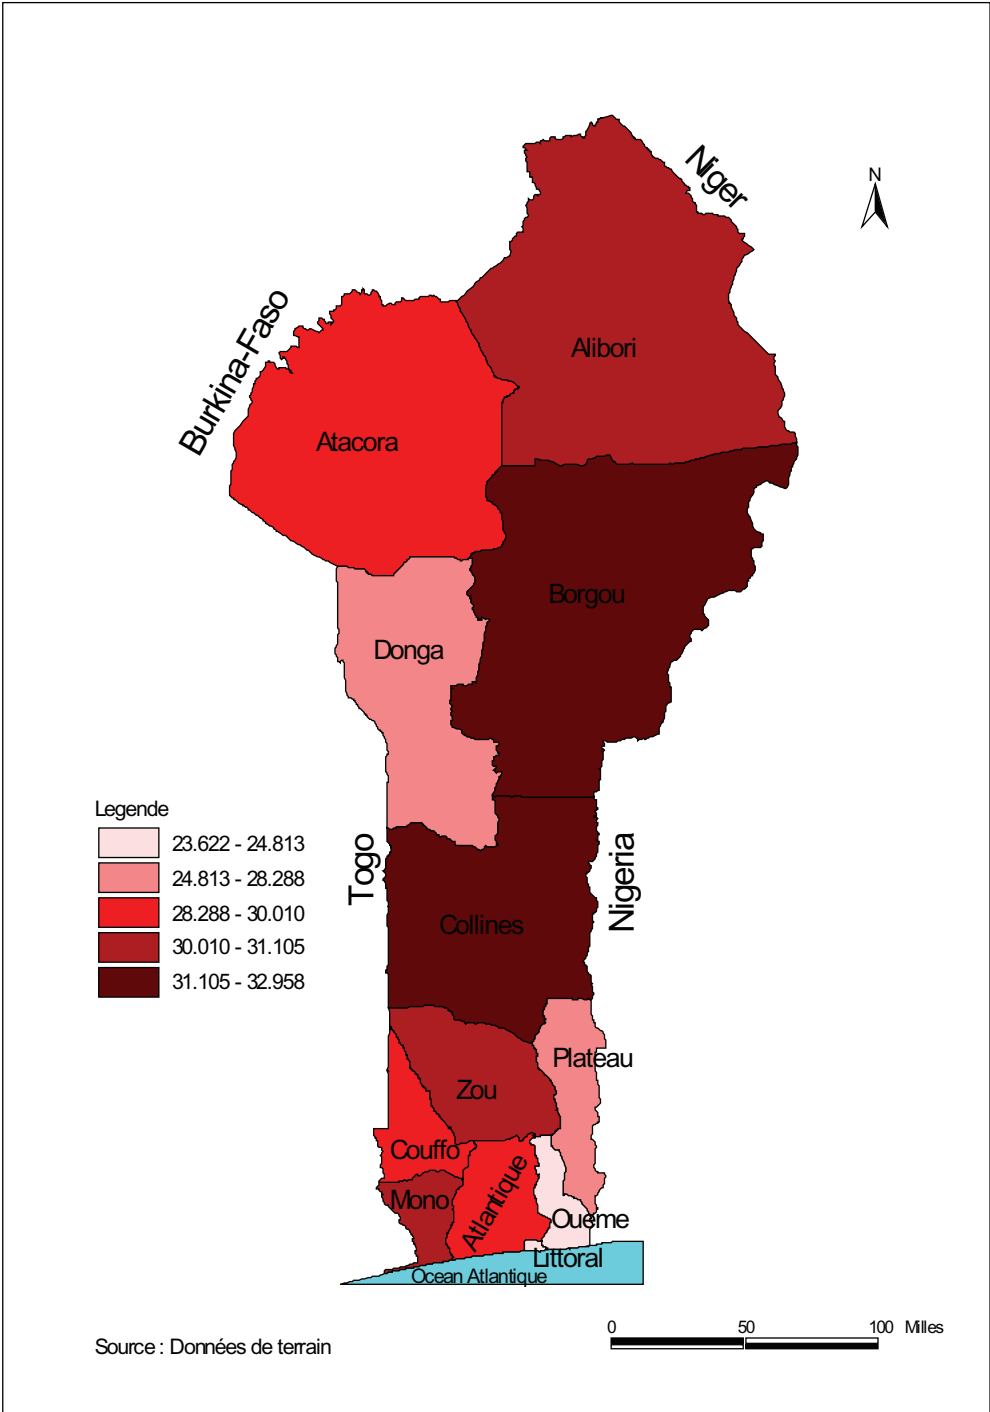 Niger
N
Burkina-Faso
Alibori
Atacora
Borgou
Donga
Legende
23.622 - 24.813
24.813 - 28.288
28.288 - 30.010
30.010 - 31.105
31.105 - 32.958
Togo
Nigeria
Collines
Plateau
Zou
Couffo
Atlantique
Mono
Oueme
Littoral
Ocean Atlantique
0 50 100 Milles
Source : Données de terrain